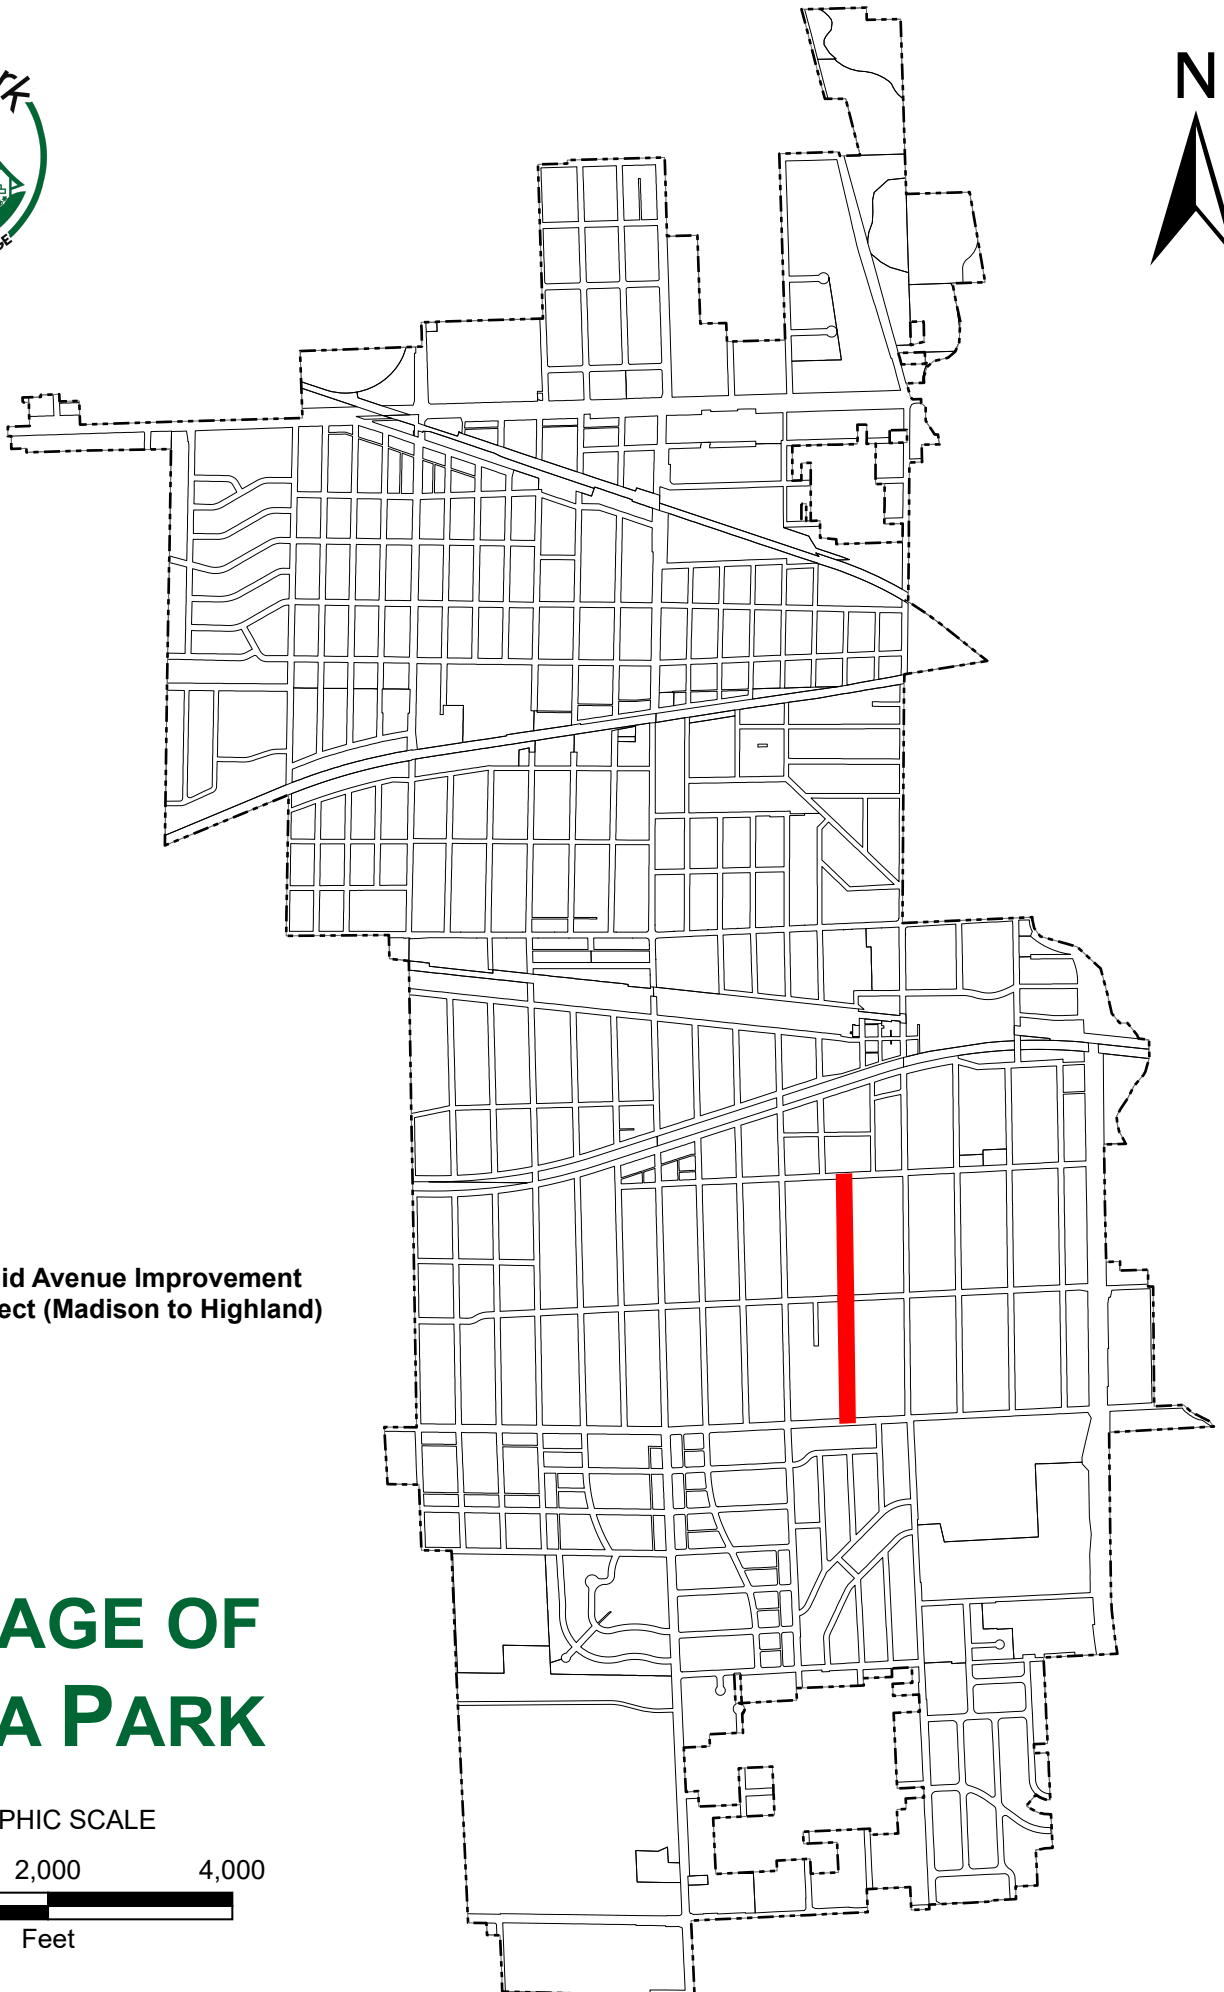 N
id Avenue Improvement
ect (Madison to Highland)
AGE OF
A PARK
PHIC SCALE
2,000 4,000
Feet